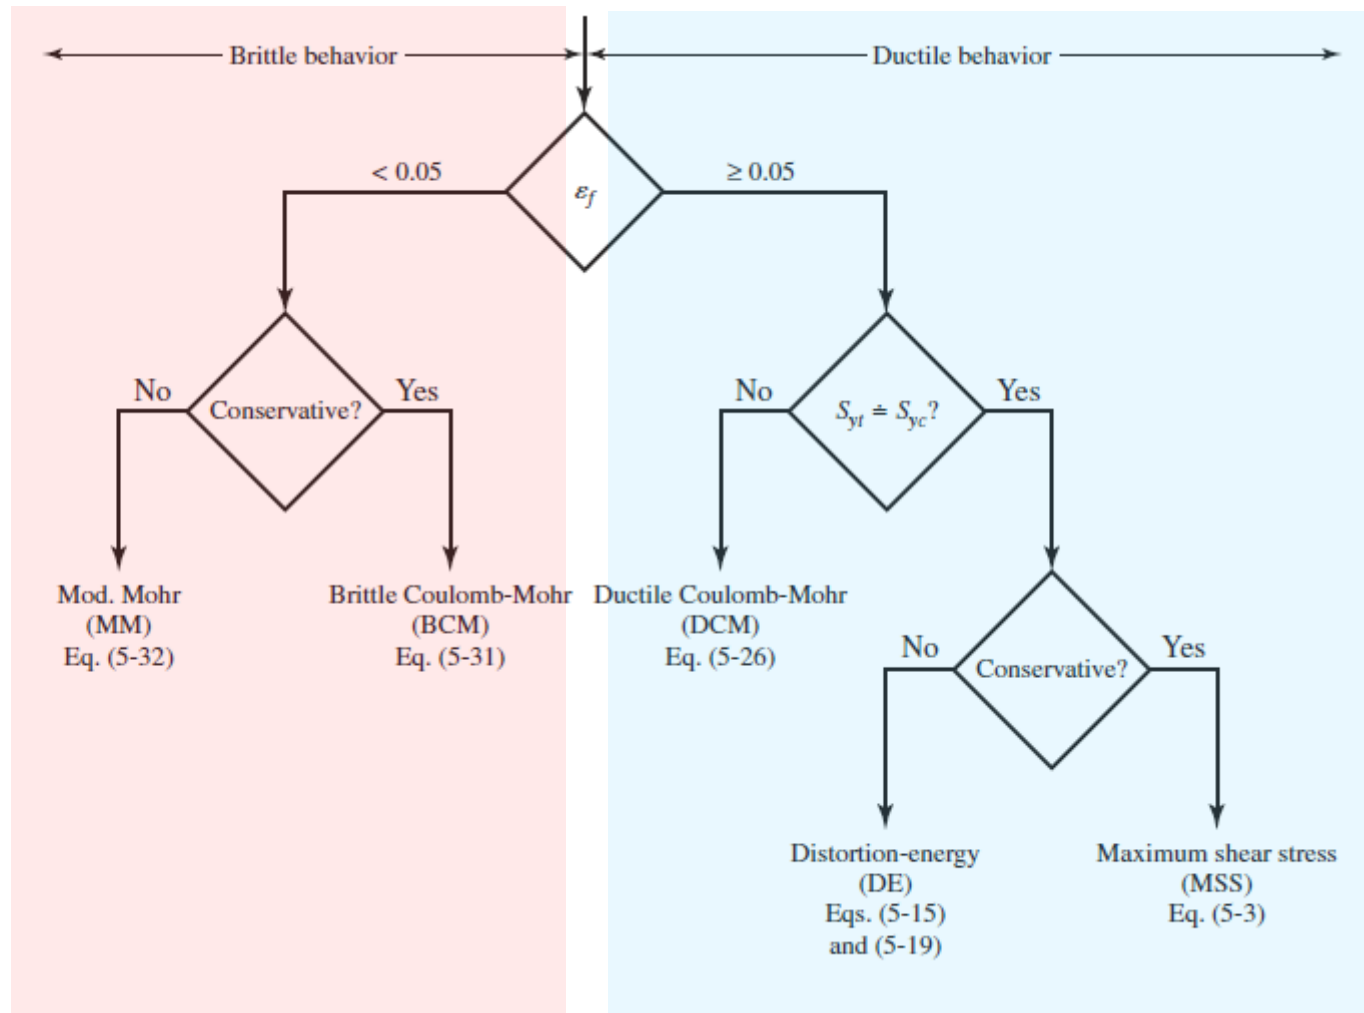 Brittle behavior
Ductile behavior
< 0.05
≥ 0.05
εf
No
Conservative?
Yes
No
Syt ≐ Syc?
Yes
Mod. Mohr
(MM)
Eq. (5-32)
Brittle Coulomb-Mohr
(BCM)
Eq. (5-31)
Ductile Coulomb-Mohr
(DCM)
Eq. (5-26)
No
Conservative?
Yes
Distortion-energy
(DE)
Eqs. (5-15)
and (5-19)
Maximum shear stress
(MSS)
Eq. (5-3)